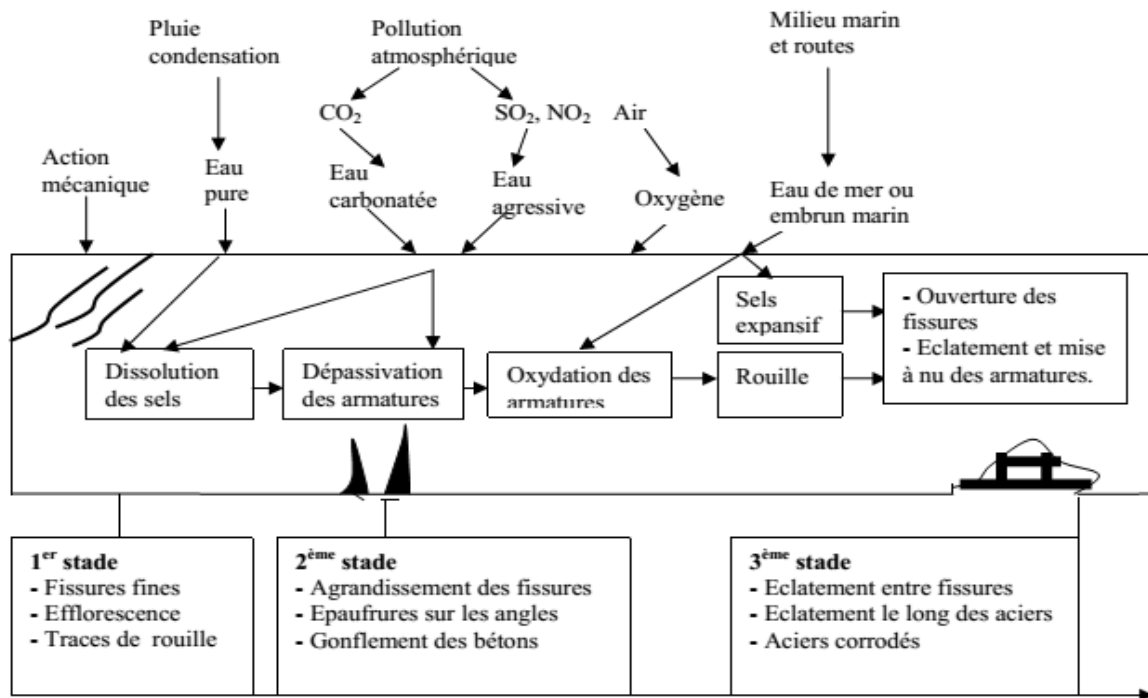 Pluie
condensation
Pollution
atmosphérique
Milieu marin
et routes
CO₂
SO₂, NO₂
Air
Action
mécanique
Eau
pure
Eau
carbonatée
Eau
agressive
Oxygène
Eau de mer ou
embrun marin
Dissolution
des sels
Dépassivation
des armatures
Oxydation des
armatures
Sels
expansif
Rouille
- Ouverture des
fissures
- Eclatement et mise
à nu des armatures.
1er stade
- Fissures fines
- Efflorescence
- Traces de rouille
2ème stade
- Agrandissement des fissures
- Epaufrures sur les angles
- Gonflement des bétons
3ème stade
- Eclatement entre fissures
- Eclatement le long des aciers
- Aciers corrodés